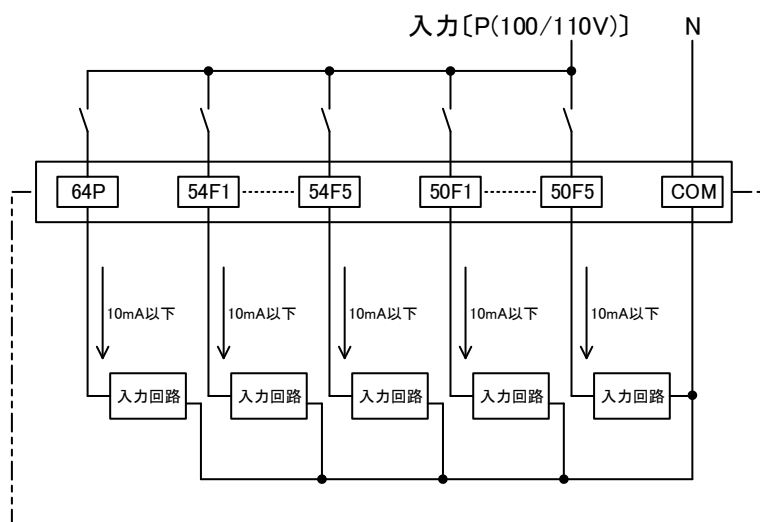 入力〔P(100/110V)〕 N
64P 54F1 54F5 50F1 50F5 COM
10mA以下 10mA以下 10mA以下 10mA以下 10mA以下
入力回路 入力回路 入力回路 入力回路 入力回路